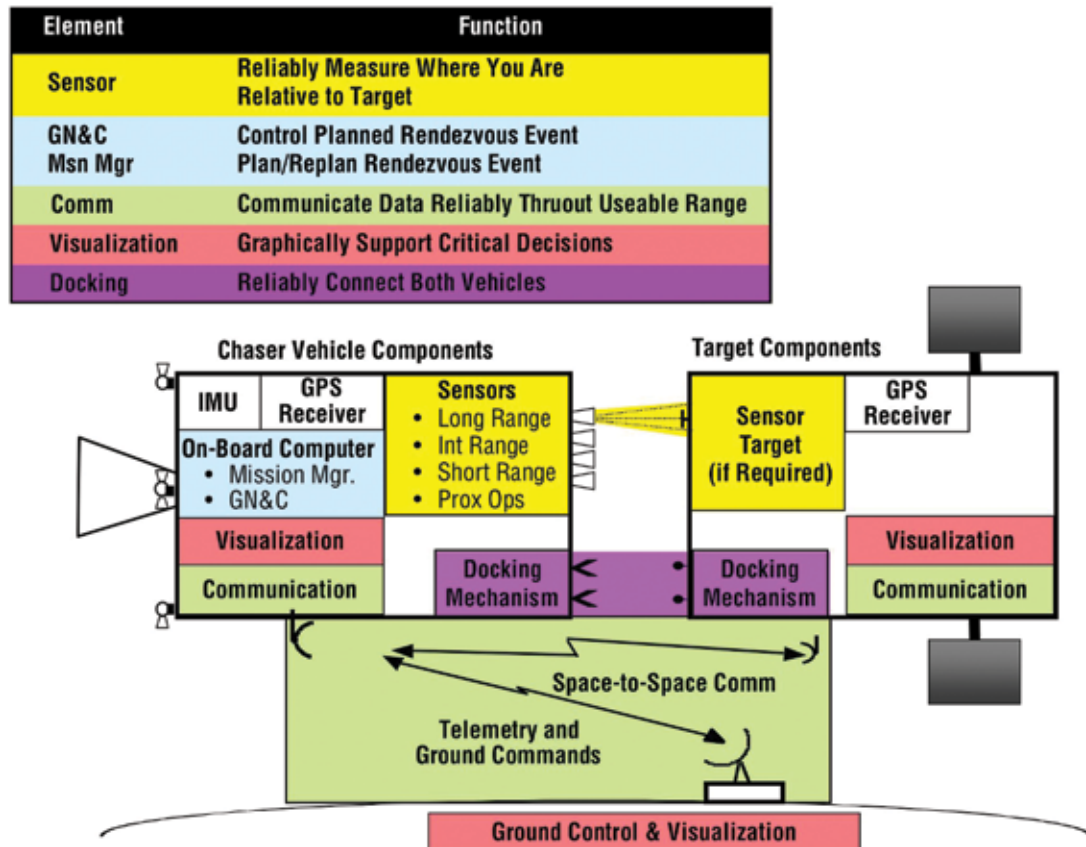 Element Function
Sensor Reliably Measure Where You Are
Relative to Target
GN&C Control Planned Rendezvous Event
Msn Mgr Plan/Replan Rendezvous Event
Comm Communicate Data Reliably Thruout Useable Range
Visualization Graphically Support Critical Decisions
Docking Reliably Connect Both Vehicles
Chaser Vehicle Components
IMU
GPS
Receiver
Sensors
• Long Range
• Int Range
• Short Range
• Prox Ops
On-Board Computer
• Mission Mgr.
• GN&C
Visualization
Communication
Docking
Mechanism
Target Components
Sensor
Target
(if Required)
GPS
Receiver
Docking
Mechanism
Visualization
Communication
Space-to-Space Comm
Telemetry and
Ground Commands
Ground Control & Visualization